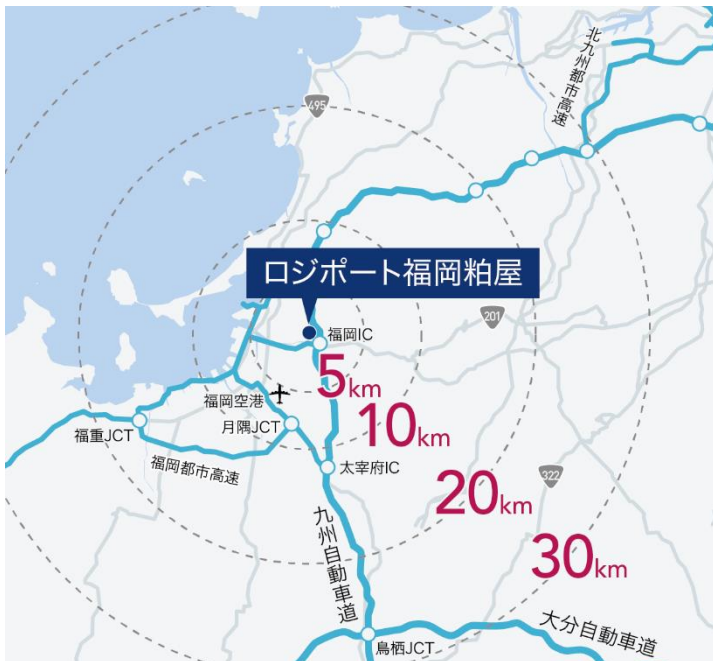 北九州都市高速
495
ロジポート福岡粕屋
201
福岡IC
5km
福岡空港
10km
福重JCT
月隈JCT
福岡都市高速
太宰府IC
322
20km
九州自動車道
30km
大分自動車道
鳥栖JCT